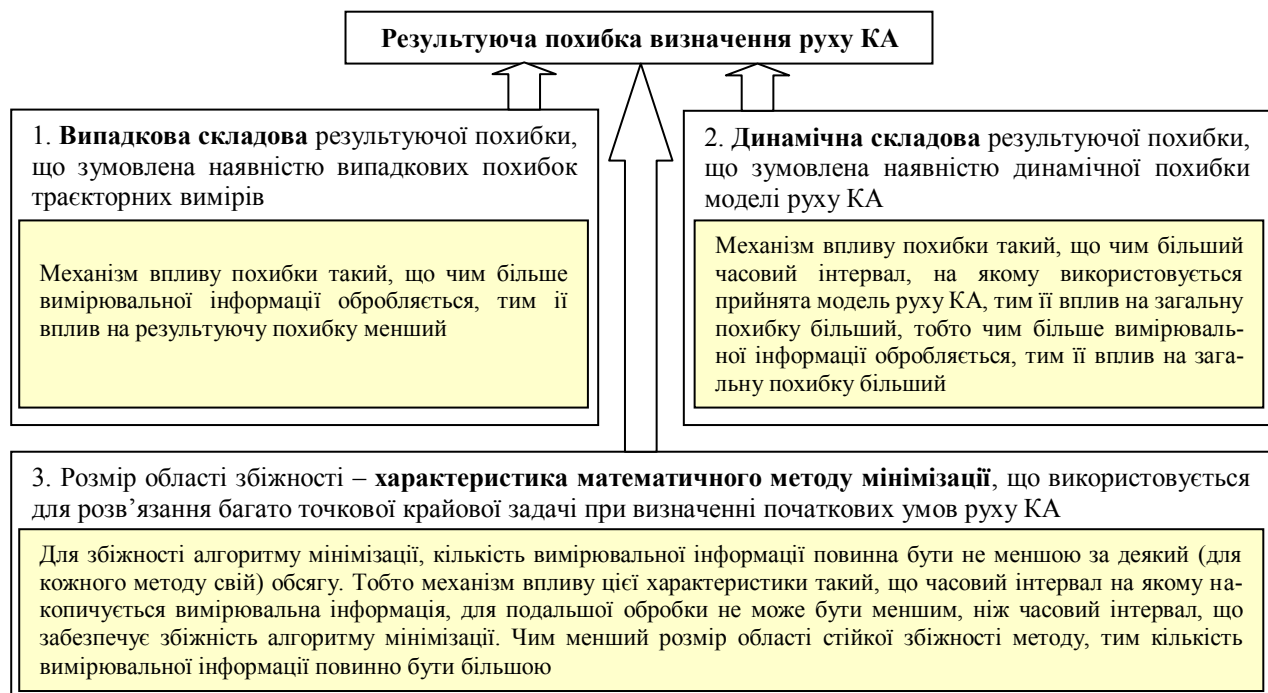 Результуюча похибка визначення руху КА
1. Випадкова складова результуючої похибки,
що зумовлена наявністю випадкових похибок
траєкторних вимірів
Механізм впливу похибки такий, що чим більше
вимірювальної інформації обробляється, тим ії
вплив на результуючу похибку менший
2. Динамічна складова результуючої похибки,
що зумовлена наявністю динамічної похибки
моделі руху КА
Механізм впливу похибки такий, що чим більший
часовий інтервал, на якому використовується
прийнята модель руху КА, тим її вплив на загальну
похибку більший, тобто чим більше вимірюваль-
ної інформації обробляється, тим її вплив на зага-
льну похибку більший
3. Розмір області збіжності – характеристика математичного методу мінімізації, що використовується
для розв’язання багато точкової крайової задачі при визначенні початкових умов руху КА
Для збіжності алгоритму мінімізації, кількість вимірювальної інформації повинна бути не меншою за деякий (для
кожного методу свій) обсягу. Тобто механізм впливу цієї характеристики такий, що часовий інтервал на якому на-
копичується вимірювальна інформація, для подальшої обробки не може бути меншим, ніж часовий інтервал, що
забезпечує збіжність алгоритму мінімізації. Чим менший розмір області стійкої збіжності методу, тим кількість
вимірювальної інформації повинно бути більшою